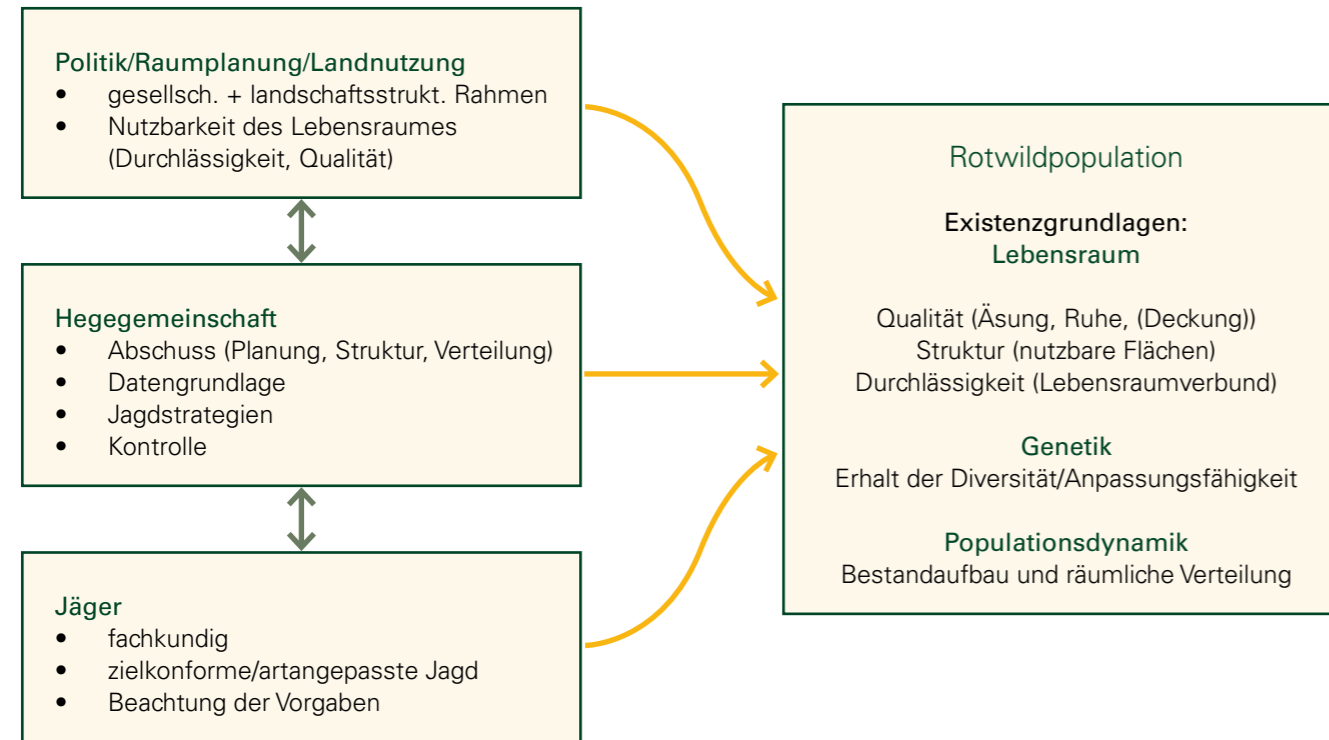 Politik/Raumplanung/Landnutzung
• gesellsch. + landschaftsstrukt. Rahmen
• Nutzbarkeit des Lebensraumes
(Durchlässigkeit, Qualität)
Hegegemeinschaft
• Abschuss (Planung, Struktur, Verteilung)
• Datengrundlage
• Jagdstrategien
• Kontrolle
Jäger
• fachkundig
• zielkonforme/artangepasste Jagd
• Beachtung der Vorgaben
Rotwildpopulation
Existenzgrundlagen:
Lebensraum
Qualität (Äsung, Ruhe, (Deckung))
Struktur (nutzbare Flächen)
Durchlässigkeit (Lebensraumverbund)
Genetik
Erhalt der Diversität/Anpassungsfähigkeit
Populationsdynamik
Bestandaufbau und räumliche Verteilung